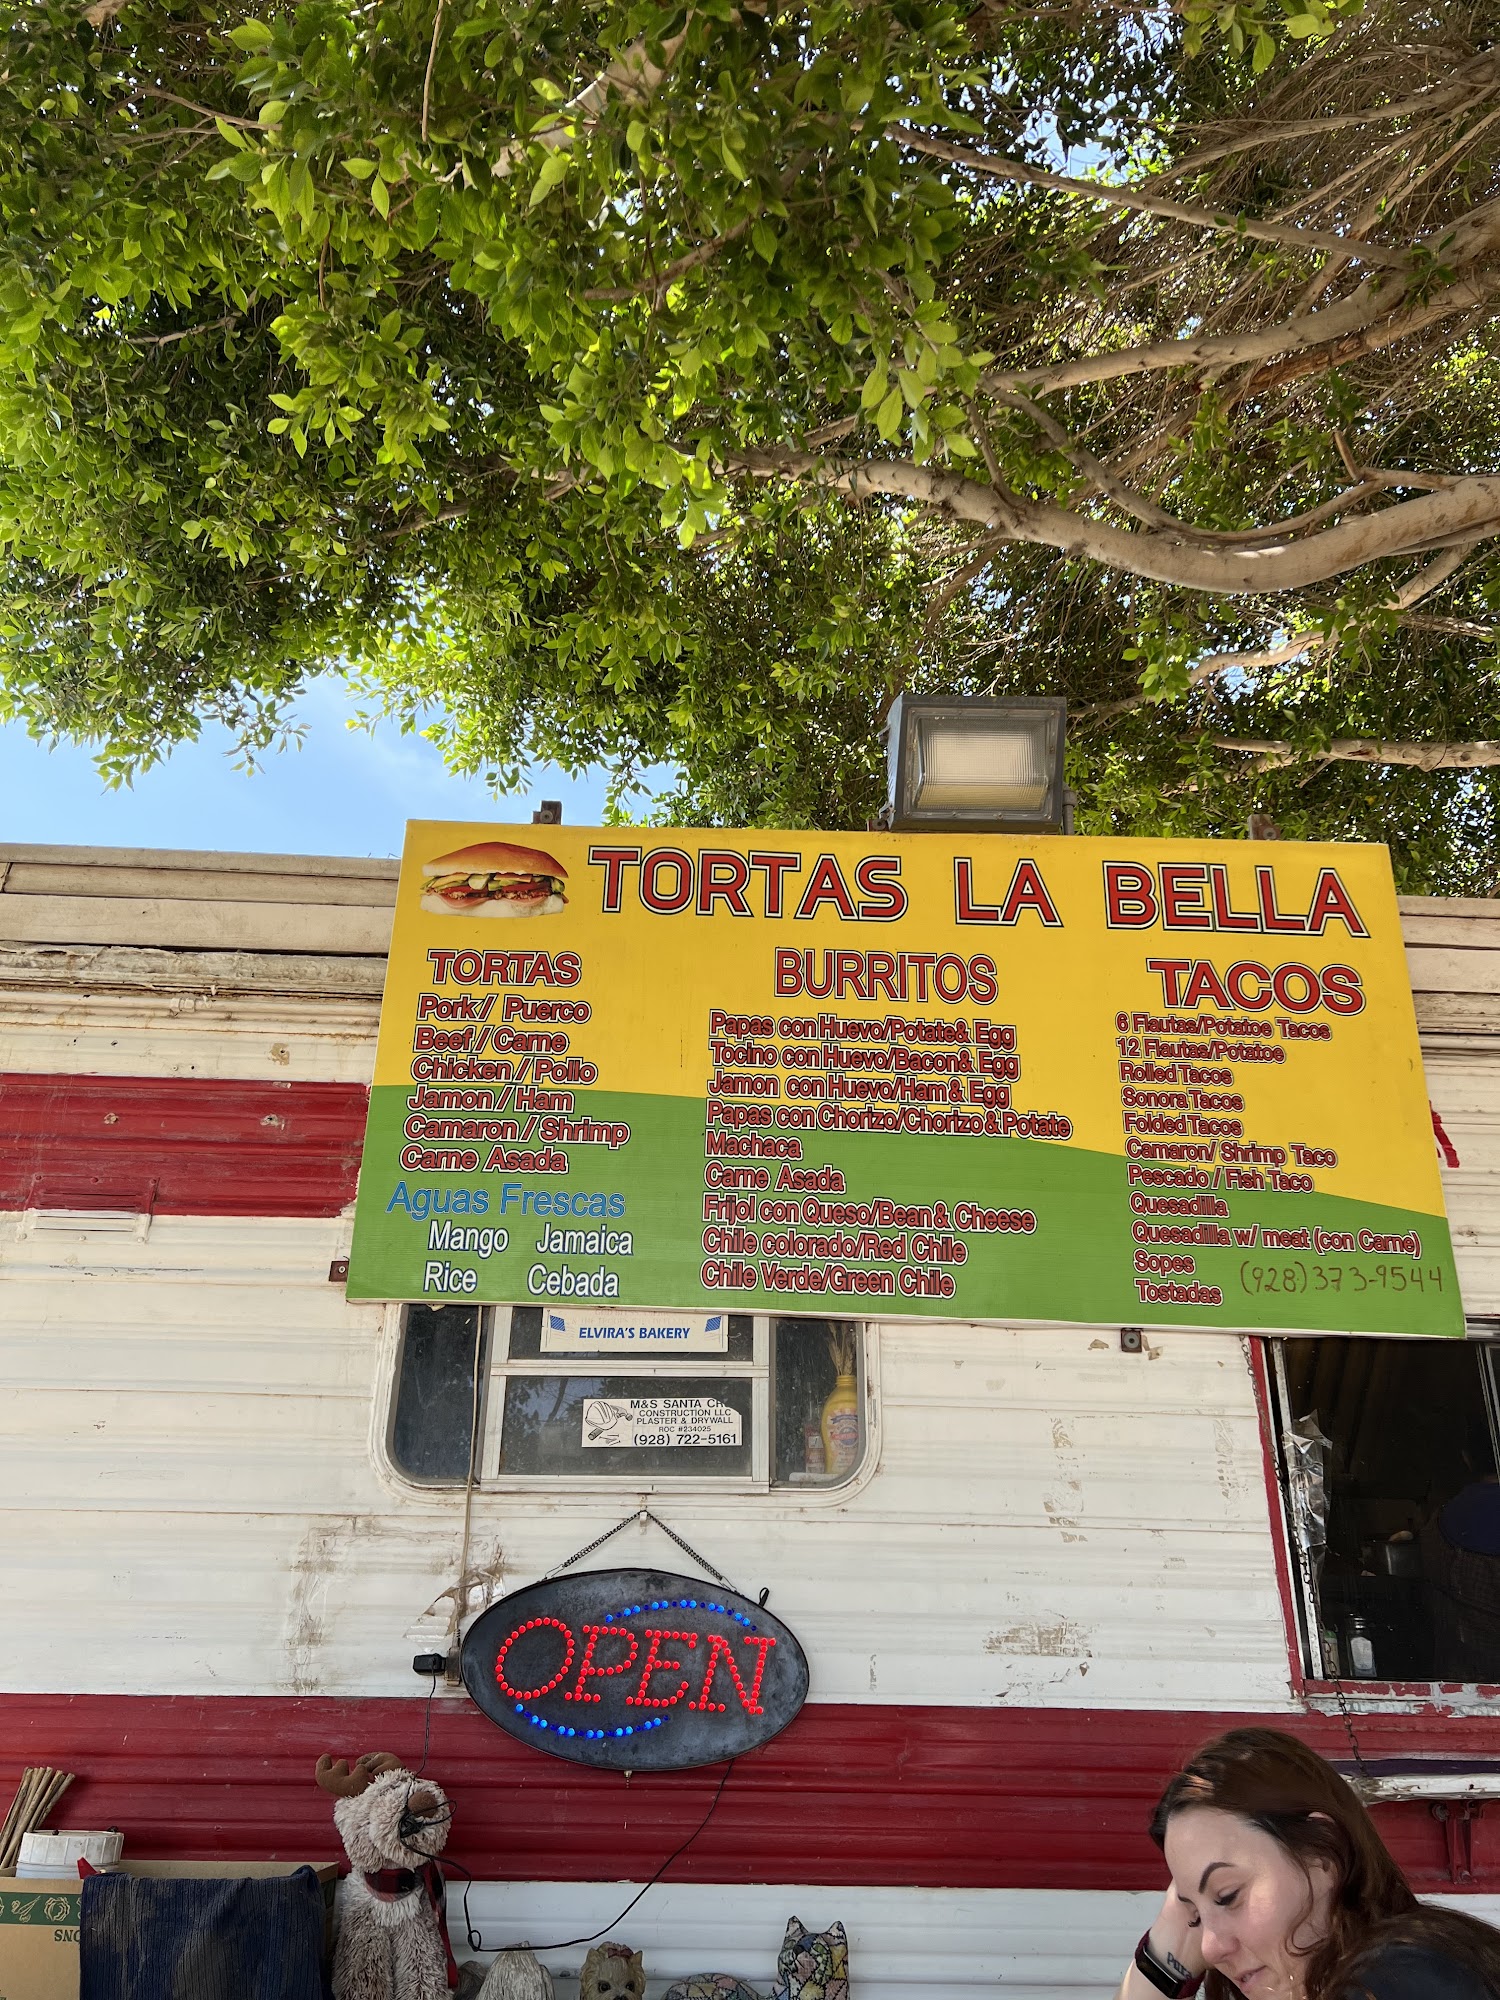 TORTAS LA BELLA
TORTAS
Pork / Puerco
Beef / Carne
Chicken / Pollo
Jamon / Ham
Camaron / Shrimp
Carne Asada
Aguas Frescas
Mango Jamaica
Rice Cebada
BURRITOS
Papas con Huevo/Potate& Egg
Tocino con Huevo/Bacon& Egg
Jamon con Huevo/Ham & Egg
Papas con Chorizo/Chorizo & Potate
Machaca
Carne Asada
Frijol con Queso/Bean & Cheese
Chile colorado/Red Chile
Chile Verde/Green Chile
TACOS
6 Flautas/Potatoe Tacos
12 Flautas/Potatoe
Rolled Tacos
Sonora Tacos
Folded Tacos
Camaron/ Shrimp Taco
Pescado / Fish Taco
Quesadilla
Quesadilla w/ meat (con Carne)
Sopes
Tostadas
(928) 373-9544
ELVIRA'S BAKERY
M&S SANTA CR
CONSTRUCTION LLC
PLASTER & DRYWALL
ROC #234025
(928) 722-5161
OPEN